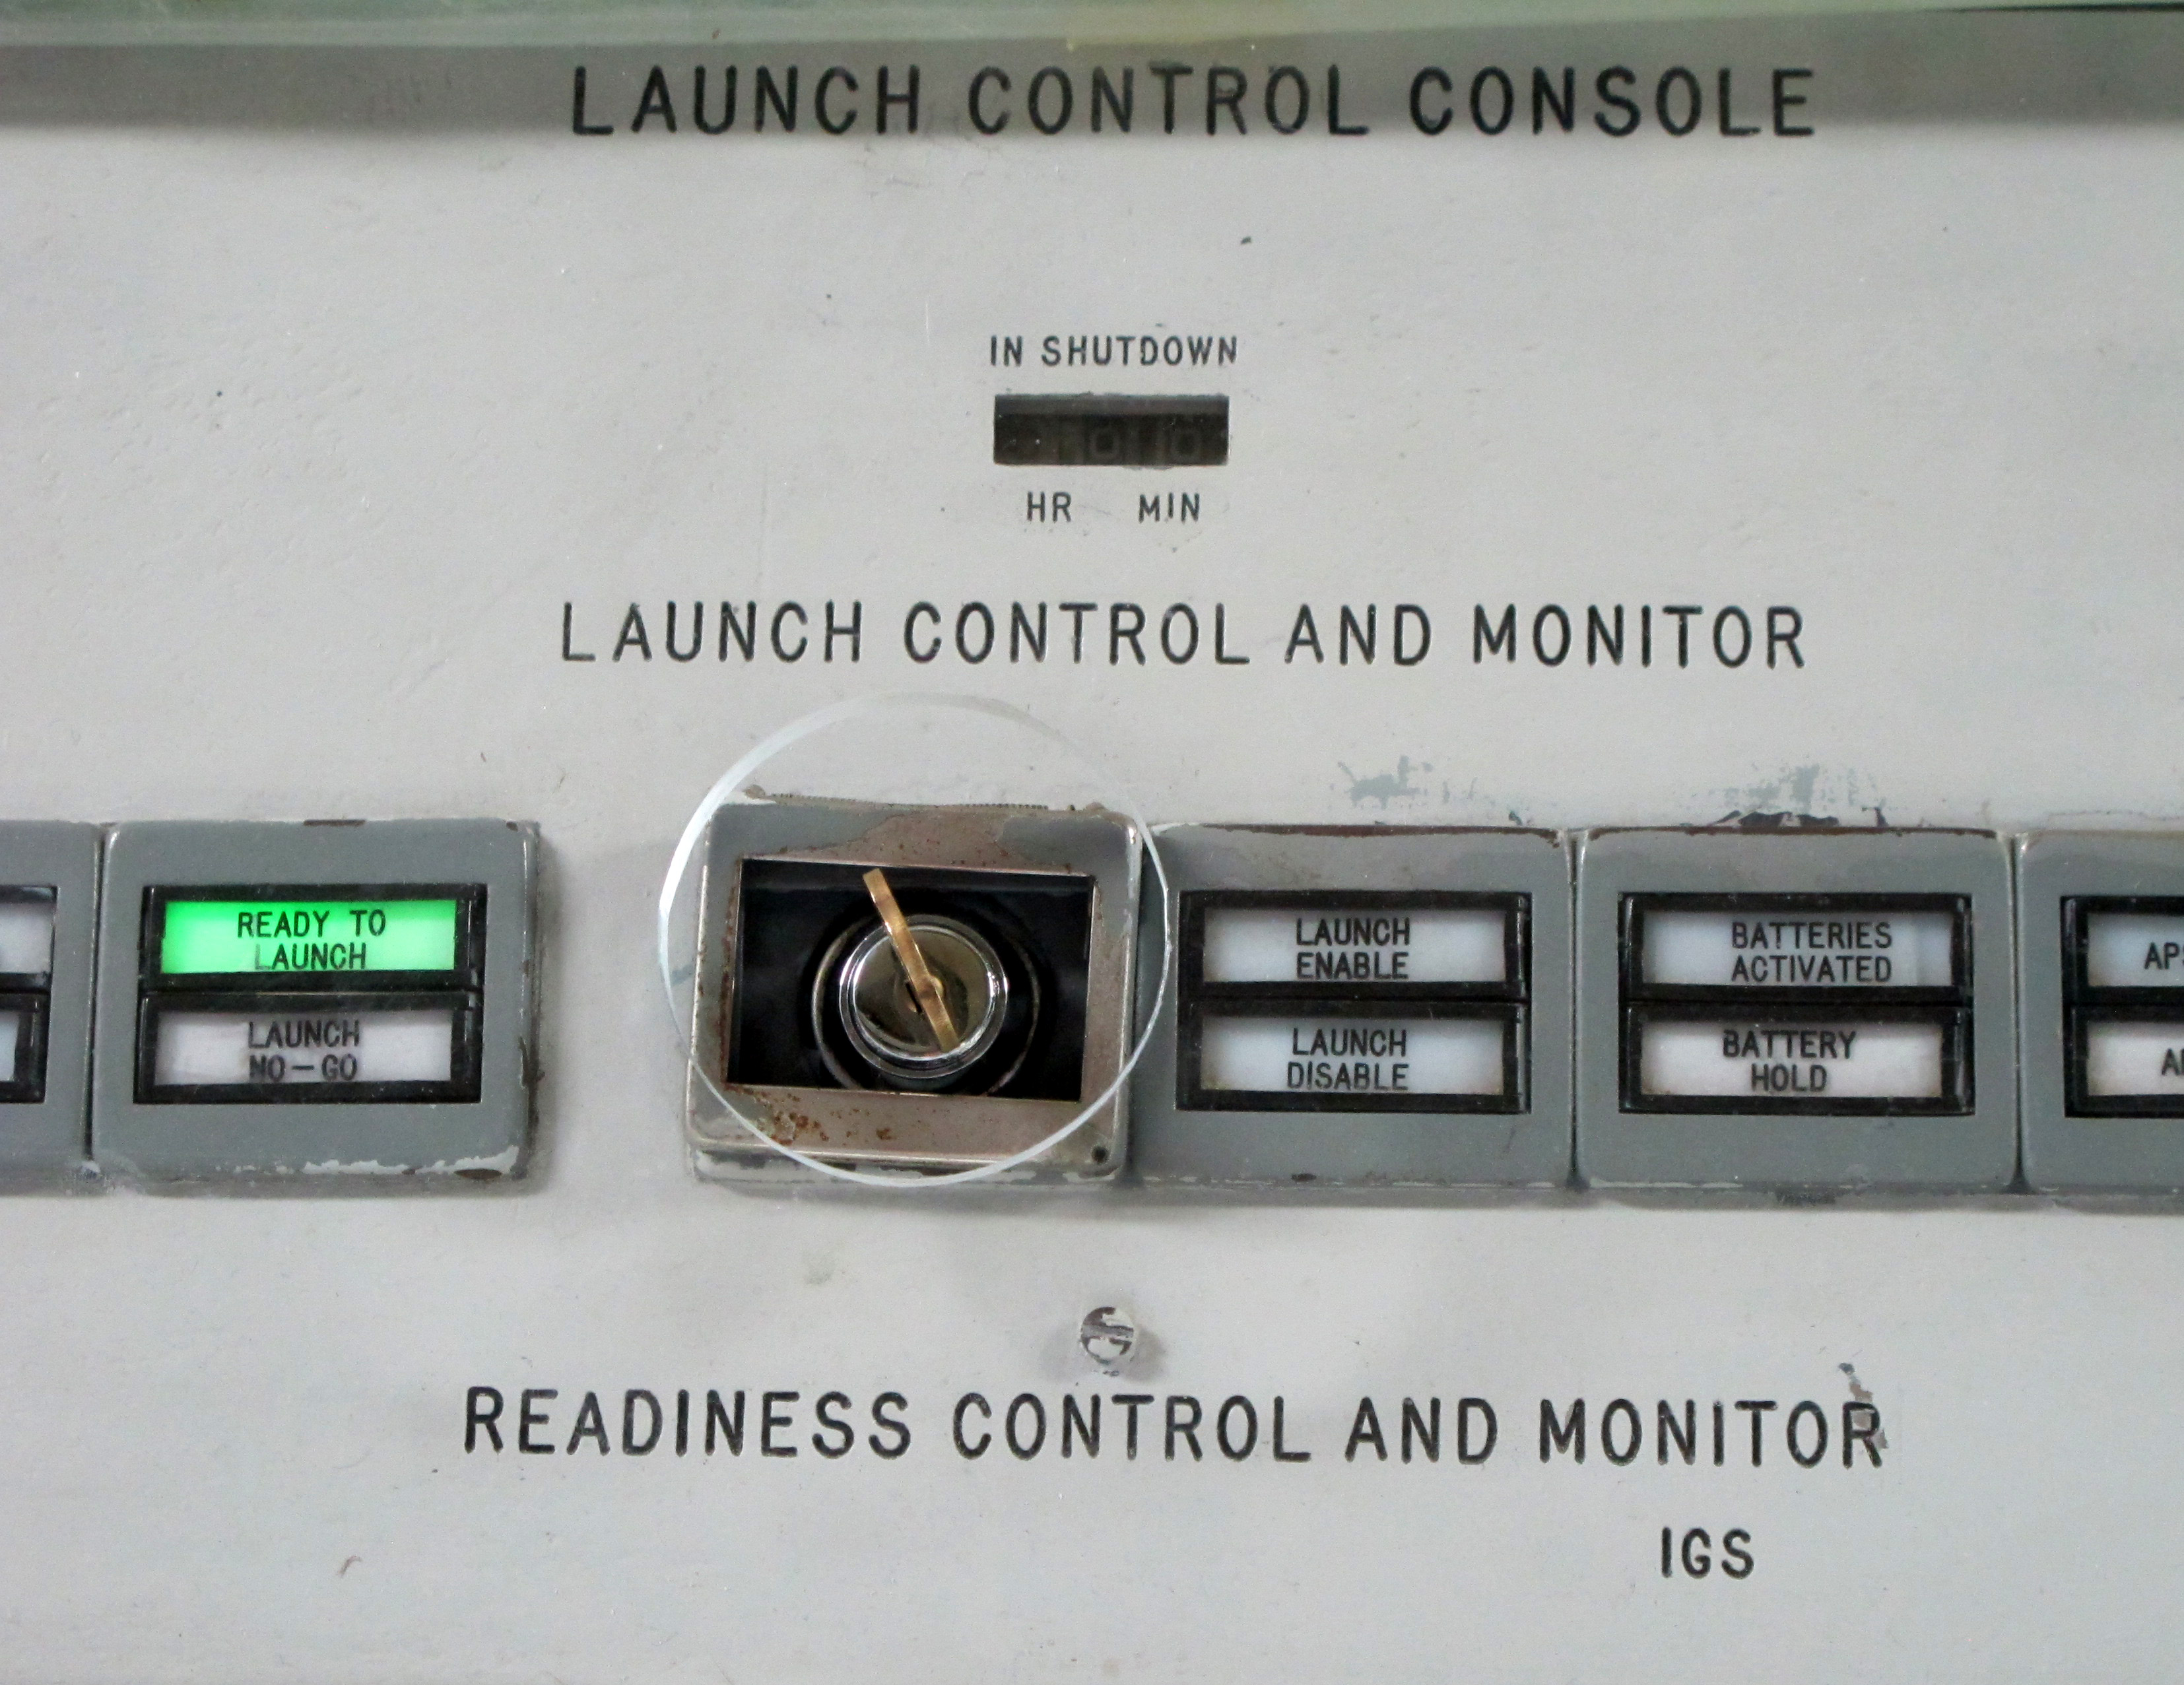 LAUNCH CONTROL CONSOLE
IN SHUTDOWN
HR MIN
LAUNCH CONTROL AND MONITOR
READY TO
LAUNCH
LAUNCH
NO-GO
LAUNCH
ENABLE
LAUNCH
DISABLE
BATTERIES
ACTIVATED
BATTERY
HOLD
READINESS CONTROL AND MONITOR
IGS